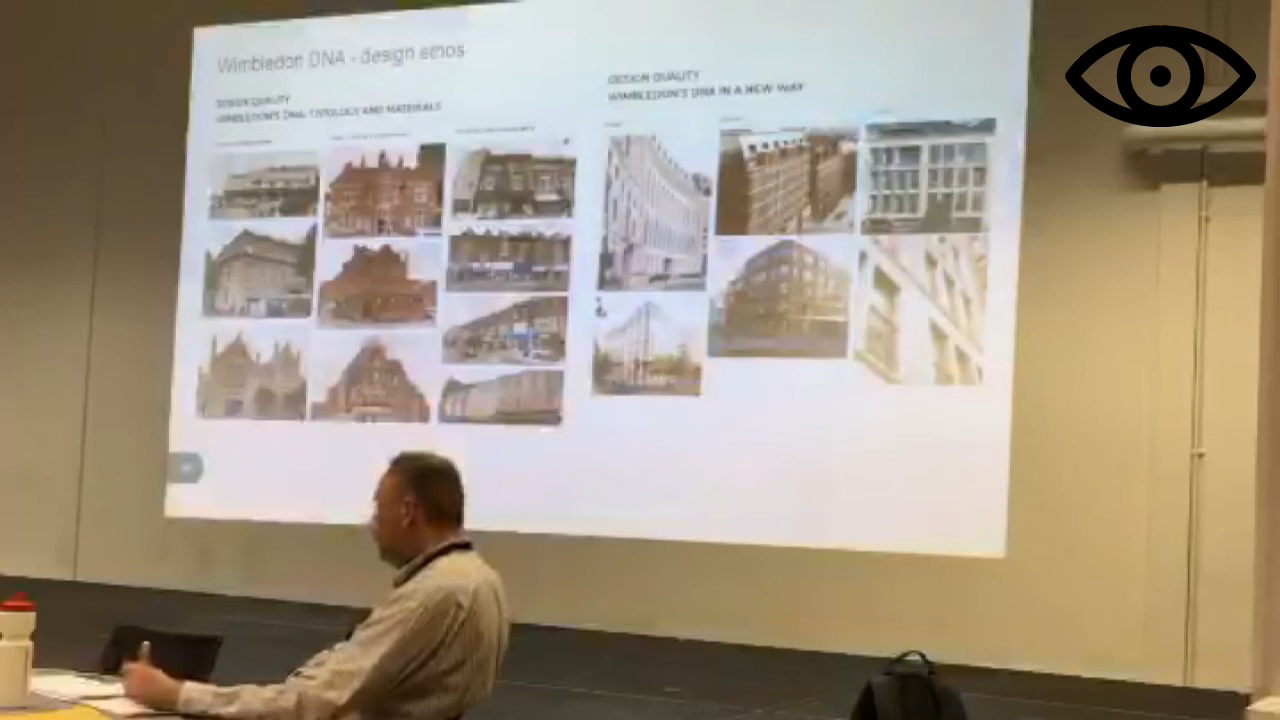 Wimbledon DNA - design ethos
DESIGN QUALITY
WIMBLEDON'S DNA: TYPOLOGY AND MATERIALS
DESIGN QUALITY
WIMBLEDON'S DNA IN A NEW WAY